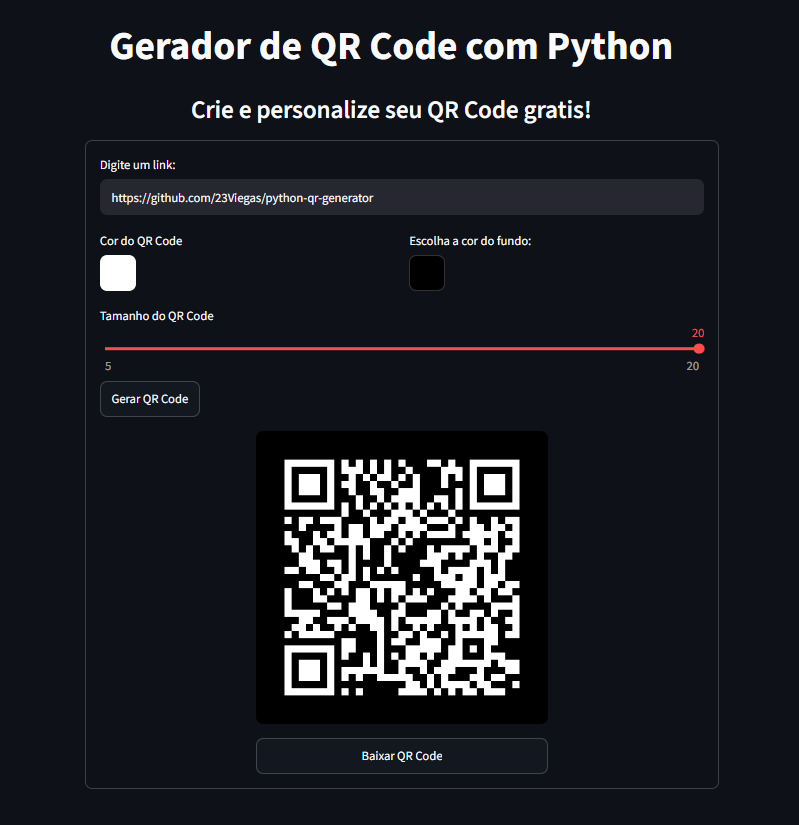 Gerador de QR Code com Python
Crie e personalize seu QR Code gratis!
Digite um link:
https://github.com/23Viegas/python-qr-generator
Cor do QR Code
Escolha a cor do fundo:
Tamanho do QR Code
20
5
20
Gerar QR Code
Baixar QR Code